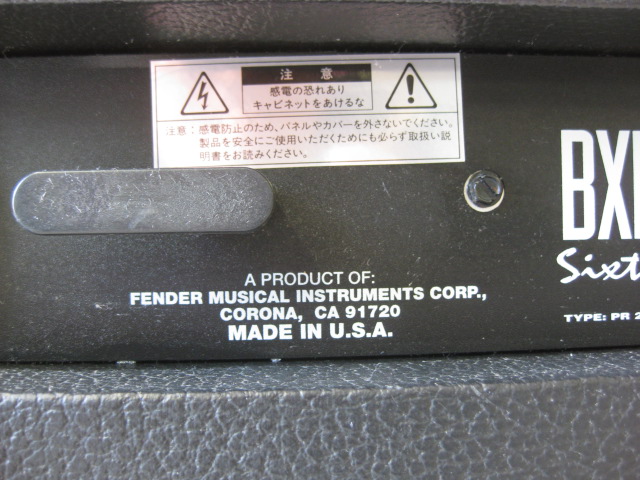 注 意
感電の恐れあり
キャビネットをあけるな
注意：感電防止のため、パネルやカバーを外さないでください。
製品を安全にご使用いただくためにも必らず取扱い説
明書をお読みください。
BX
Sixt
A PRODUCT OF:
FENDER MUSICAL INSTRUMENTS CORP.,
CORONA, CA 91720
MADE IN U.S.A.
TYPE: PR 2